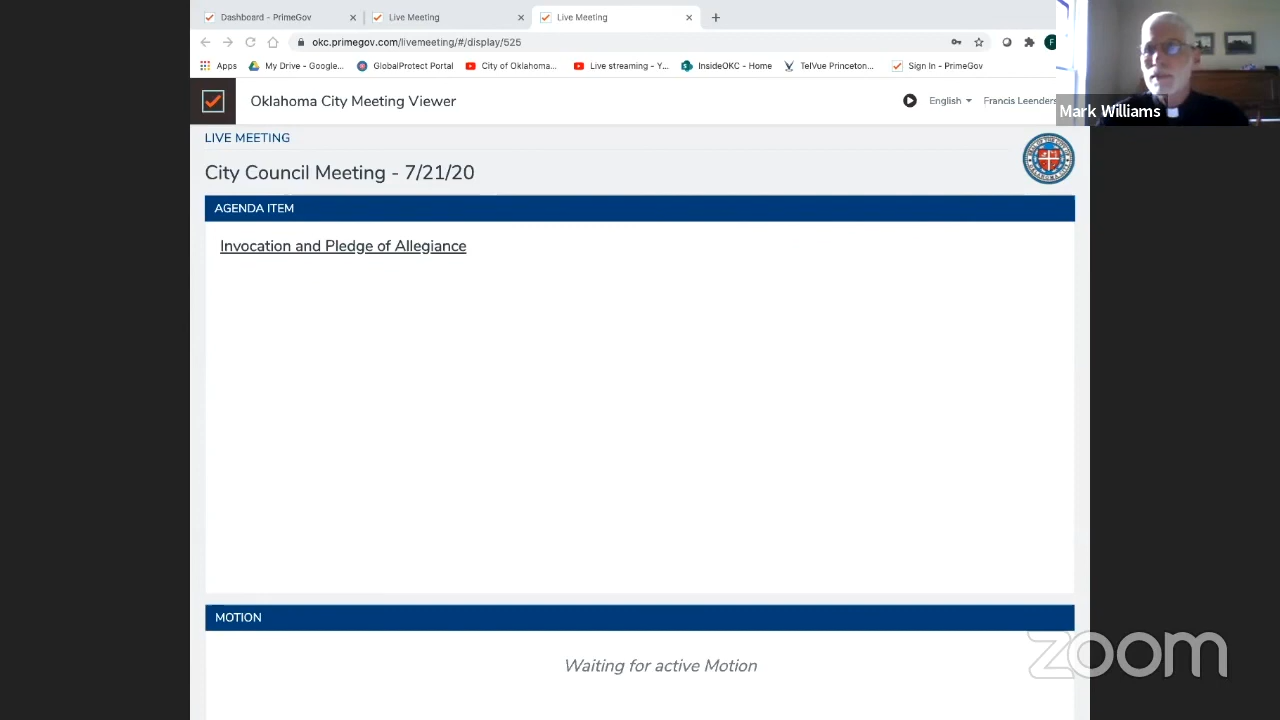 Dashboard - PrimeGov
Live Meeting
Live Meeting
okc.primegov.com/livemeeting/#/display/525
Apps
My Drive - Google...
GlobalProtect Portal
City of Oklahoma...
Live streaming - Y...
InsideOKC - Home
TelVue Princeton...
Sign In - PrimeGov
Oklahoma City Meeting Viewer
English
Francis Leenders
Mark Williams
LIVE MEETING
City Council Meeting - 7/21/20
AGENDA ITEM
Invocation and Pledge of Allegiance
MOTION
Waiting for active Motion
zoom